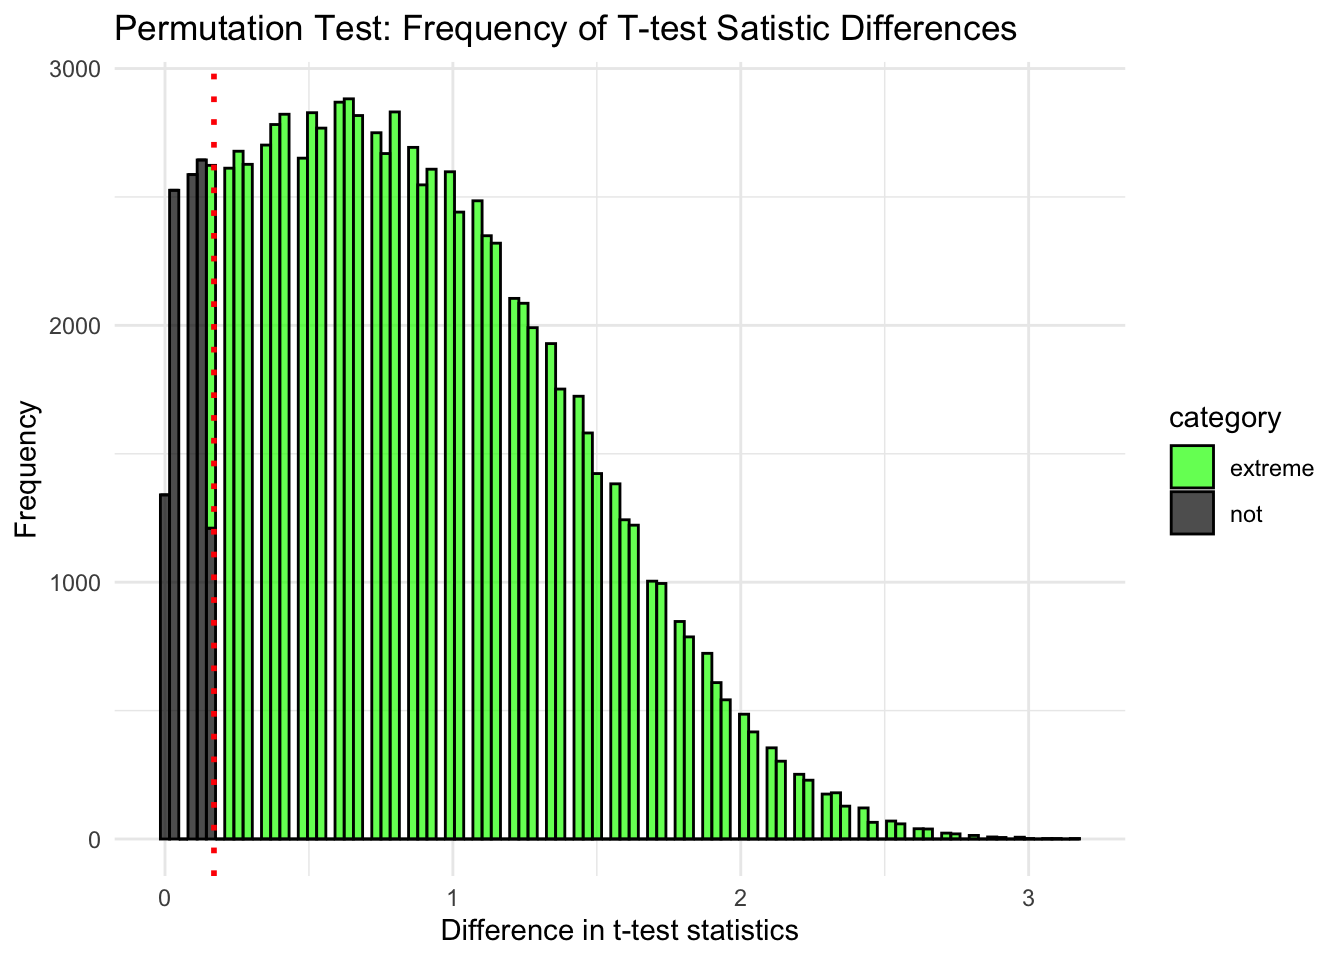 Permutation Test: Frequency of T-test Satistic Differences
3000
2000
1000
0
Frequency
0 1 2 3
Difference in t-test statistics
category
extreme
not